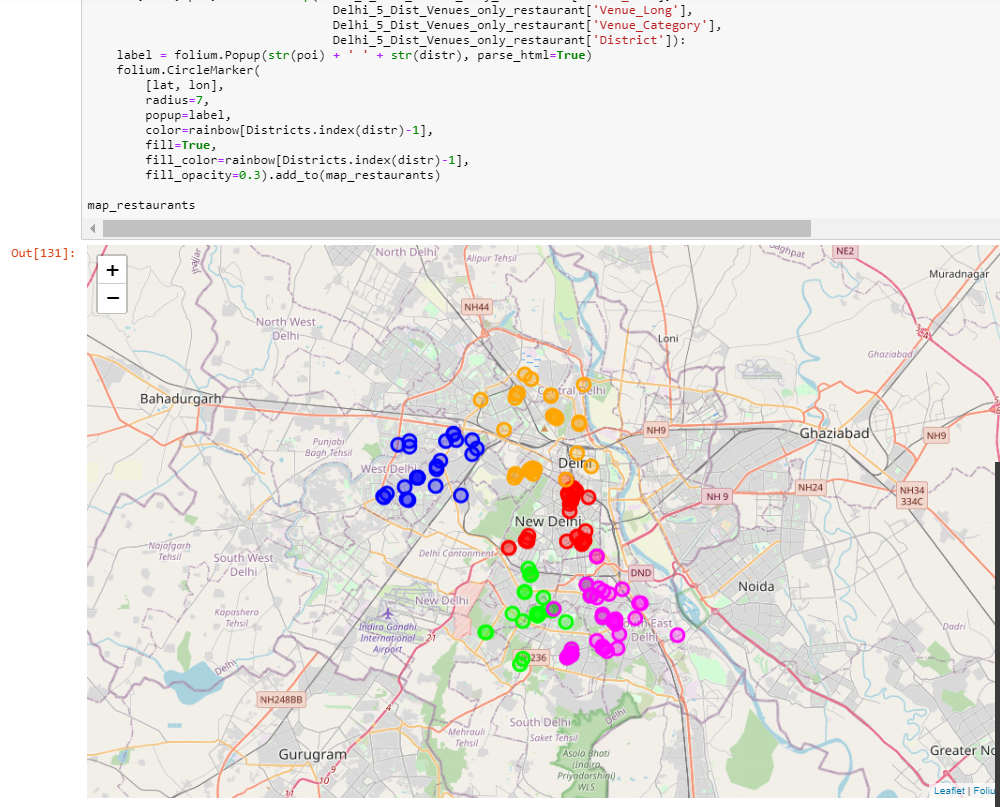 Delhi_5_Dist_Venues_only_restaurant['Venue_Long'],
Delhi_5_Dist_Venues_only_restaurant['Venue_Category'],
Delhi_5_Dist_Venues_only_restaurant['District']):
label = folium.Popup(str(poi) + ' ' + str(distr), parse_html=True)
folium.CircleMarker(
[lat, lon],
radius=7,
popup=label,
color=rainbow[Districts.index(distr)-1],
fill=True,
fill_color=rainbow[Districts.index(distr)-1],
fill_opacity=0.3).add_to(map_restaurants)
map_restaurants
Out[131]:
+
−
North Delhi
Alipur Tehsil
Baghpat
NE2
Muradnagar
NH44
North West
Delhi
Loni
Ghaziabad
Central Delhi
Bahadurgarh
NH9
Ghaziabad
NH9
Punjabi
Bagh Tehsil
West Delhi
Delhi
NH 9
NH24
NH34
334C
New Delhi
Najafgarh
Tehsil
South West
Delhi
Delhi Cantonment
DND
Noida
New Delhi
Kapashera
Tehsil
Indira Gandhi
International
Airport
21
Dadri
Delhi
NH248BB
South Delhi
Delhi
Mehrauli
Tehsil
Saket Tehsil
Gurugram
Asola Bhati
(Indira
Priyadorshini)
WLS
Greater No
Leaflet | Foliu